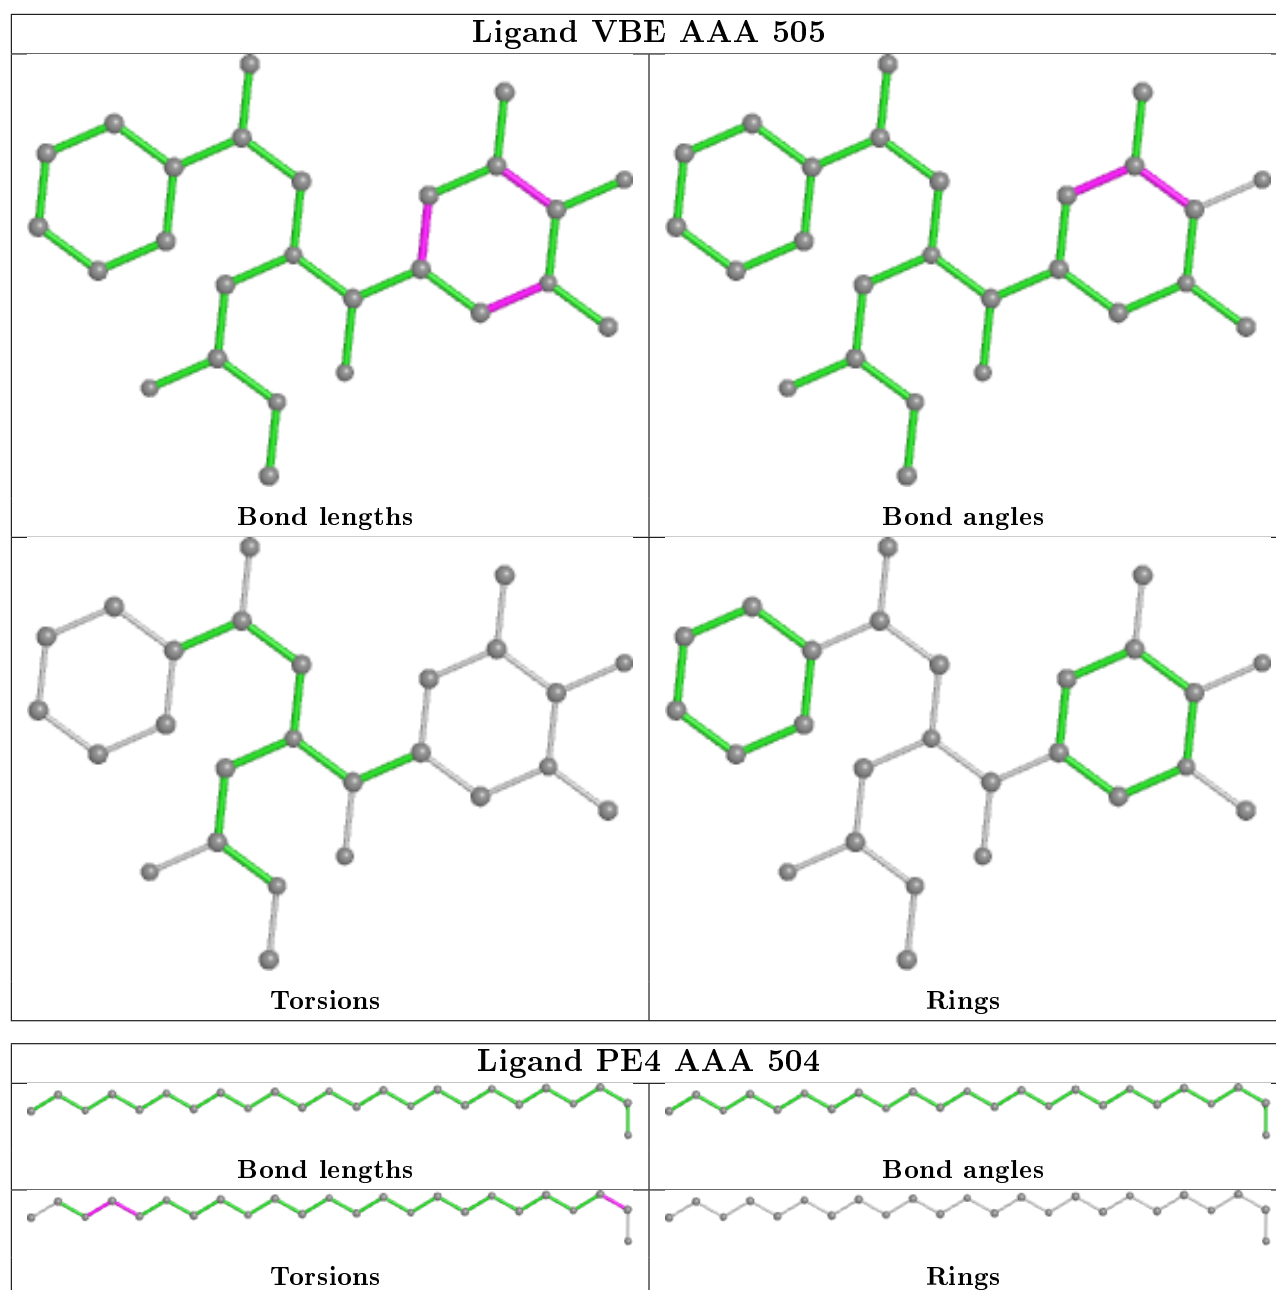 Ligand VBE AAA 505
Bond lengths
Bond angles
Torsions
Rings
Ligand PE4 AAA 504
Bond lengths
Bond angles
Torsions
Rings